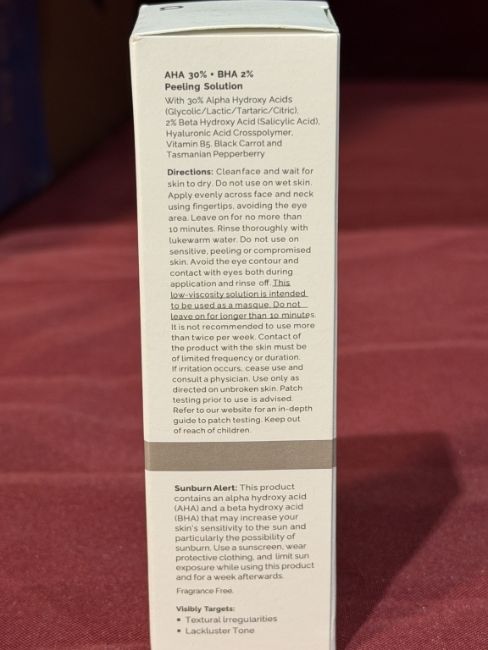 AHA 30% • BHA 2%
Peeling Solution
With 30% Alpha Hydroxy Acids
(Glycolic/Lactic/Tartaric/Citric),
2% Beta Hydroxy Acid (Salicylic Acid),
Hyaluronic Acid Crosspolymer,
Vitamin B5, Black Carrot and
Tasmanian Pepperberry
Directions: Clean face and wait for
skin to dry. Do not use on wet skin.
Apply evenly across face and neck
using fingertips, avoiding the eye
area. Leave on for no more than
10 minutes. Rinse thoroughly with
lukewarm water. Do not use on
sensitive, peeling or compromised
skin. Avoid the eye contour and
contact with eyes both during
application and rinse off. This
low-viscosity solution is intended
to be used as a masque. Do not
leave on for longer than 10 minutes.
It is not recommended to use more
than twice per week. Contact of
the product with the skin must be
of limited frequency or duration.
If irritation occurs, cease use and
consult a physician. Use only as
directed on unbroken skin. Patch
testing prior to use is advised.
Refer to our website for an in-depth
guide to patch testing. Keep out
of reach of children.
Sunburn Alert: This product
contains an alpha hydroxy acid
(AHA) and a beta hydroxy acid
(BHA) that may increase your
skin's sensitivity to the sun and
particularly the possibility of
sunburn. Use a sunscreen, wear
protective clothing, and limit sun
exposure while using this product
and for a week afterwards.
Fragrance Free.
Visibly Targets:
• Textural Irregularities
• Lackluster Tone